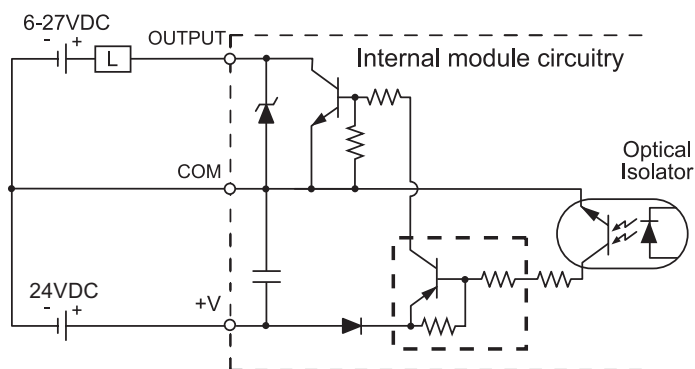 6-27VDC
- +
L
OUTPUT
Internal module circuitry
COM
Optical
Isolator
24VDC
- +
+V